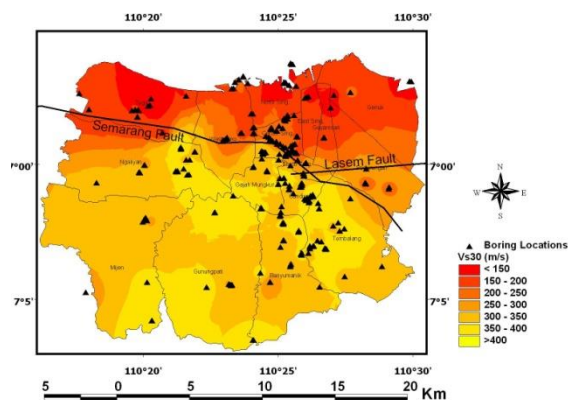 110°20' 110°25' 110°30'
Semarang Fault
Genuk
Lasem Fault
7°00' 7°00'
Ngaliyan
Gajah Mungkur
Tembalang
Mijen
Gunungpati
Banyumanik
7°5' 7°5'
110°20' 110°25' 110°30'
N
W E
S
Boring Locations
Vs30 (m/s)
< 150
150 - 200
200 - 250
250 - 300
300 - 350
350 - 400
>400
5 0 5 10 15 20 Km